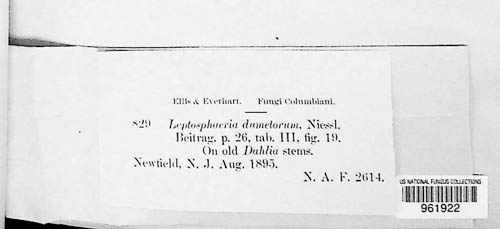 Ellis & Everhart. Fungi Columbiani.
829 Leptosphaeria dumetorum, Niessl.
Beitrag. p. 26, tab. III, fig. 19.
On old Dahlia stems.
Newfield, N. J. Aug. 1895.
N. A. F. 2614.
US NATIONAL FUNGUS COLLECTIONS
961922